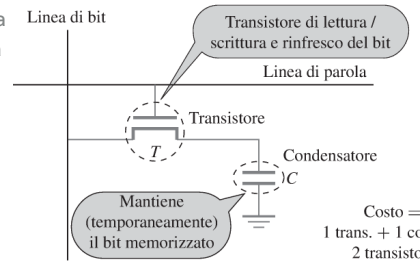 a
Linea di bit
Transistore di lettura /
scrittura e rinfresco del bit
Linea di parola
Transistore
T
Condensatore
C
Mantiene
(temporaneamente)
il bit memorizzato
Costo =
1 trans. + 1 co
2 transisto